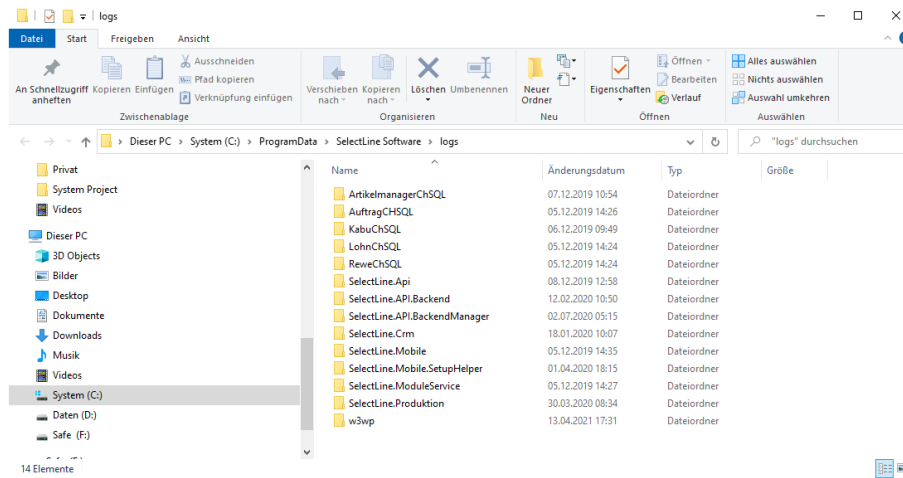 logs
Datei Start Freigeben Ansicht
An Schnellzugriff anheften
Kopieren
Einfügen
Ausschneiden
Pfad kopieren
Verknüpfung einfügen
Zwischenablage
Verschieben nach
Kopieren nach
Löschen
Umbenennen
Organisieren
Neuer Ordner
Neu
Eigenschaften
Öffnen
Bearbeiten
Verlauf
Öffnen
Alles auswählen
Nichts auswählen
Auswahl umkehren
Auswählen
Dieser PC > System (C:) > ProgramData > SelectLine Software > logs
"logs" durchsuchen
Privat
System Project
Videos
Dieser PC
3D Objects
Bilder
Desktop
Dokumente
Downloads
Musik
Videos
System (C:)
Daten (D:)
Safe (F:)
Name Änderungsdatum Typ Größe
ArtikelmanagerChSQL 07.12.2019 10:54 Dateiordner
AuftragCHSQL 05.12.2019 14:26 Dateiordner
KabuChSQL 06.12.2019 09:49 Dateiordner
LohnChSQL 05.12.2019 14:24 Dateiordner
ReweChSQL 05.12.2019 14:24 Dateiordner
SelectLine.Api 08.12.2019 12:58 Dateiordner
SelectLine.API.Backend 12.02.2020 10:50 Dateiordner
SelectLine.API.BackendManager 02.07.2020 05:15 Dateiordner
SelectLine.Crm 18.01.2020 10:07 Dateiordner
SelectLine.Mobile 05.12.2019 14:35 Dateiordner
SelectLine.Mobile.SetupHelper 01.04.2020 18:15 Dateiordner
SelectLine.ModuleService 05.12.2019 14:27 Dateiordner
SelectLine.Produktion 30.03.2020 08:34 Dateiordner
w3wp 13.04.2021 17:31 Dateiordner
14 Elemente